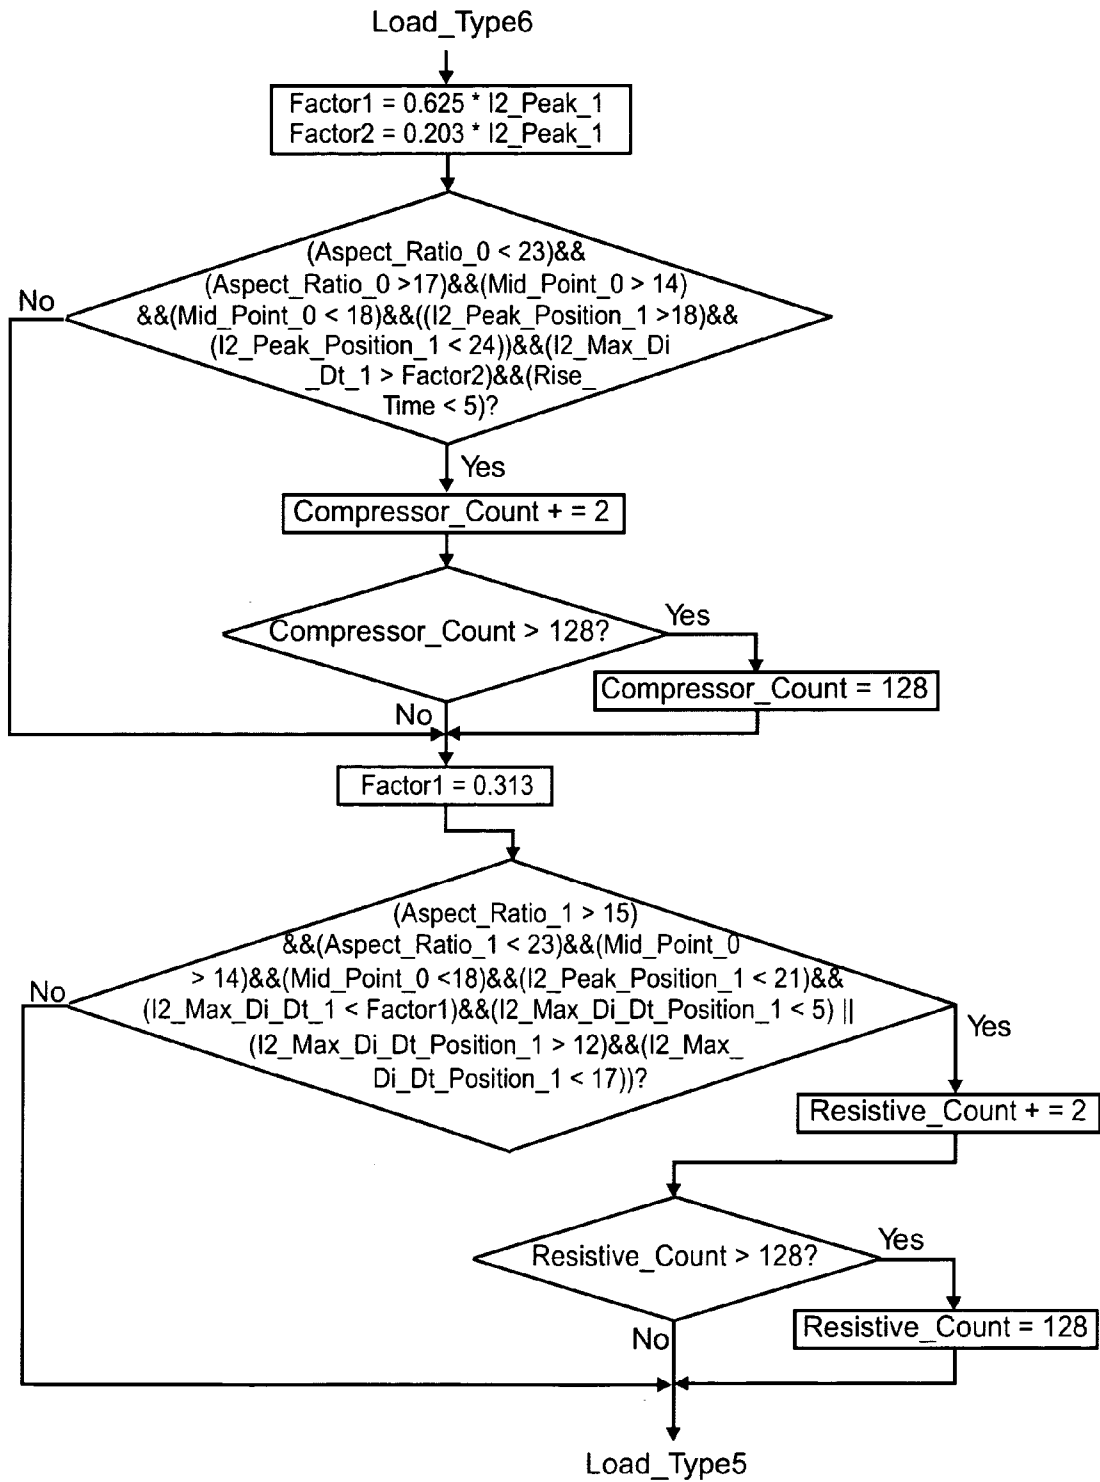 Load_Type6
Factor1 = 0.625 * I2_Peak_1
Factor2 = 0.203 * I2_Peak_1
(Aspect_Ratio_0 < 23)&&
(Aspect_Ratio_0 >17)&&(Mid_Point_0 > 14)
&&(Mid_Point_0 < 18)&&((I2_Peak_Position_1 >18)&&
(I2_Peak_Position_1 < 24))&&(I2_Max_Di
_Dt_1 > Factor2)&&(Rise_
Time < 5)?
No
Yes
Compressor_Count + = 2
Compressor_Count > 128?
Yes
Compressor_Count = 128
No
Factor1 = 0.313
(Aspect_Ratio_1 > 15)
&&(Aspect_Ratio_1 < 23)&&(Mid_Point_0
> 14)&&(Mid_Point_0 <18)&&(I2_Peak_Position_1 < 21)&&
(I2_Max_Di_Dt_1 < Factor1)&&(I2_Max_Di_Dt_Position_1 < 5) ||
(I2_Max_Di_Dt_Position_1 > 12)&&(I2_Max_
Di_Dt_Position_1 < 17))?
No
Yes
Resistive_Count + = 2
Resistive_Count > 128?
Yes
Resistive_Count = 128
No
Load_Type5